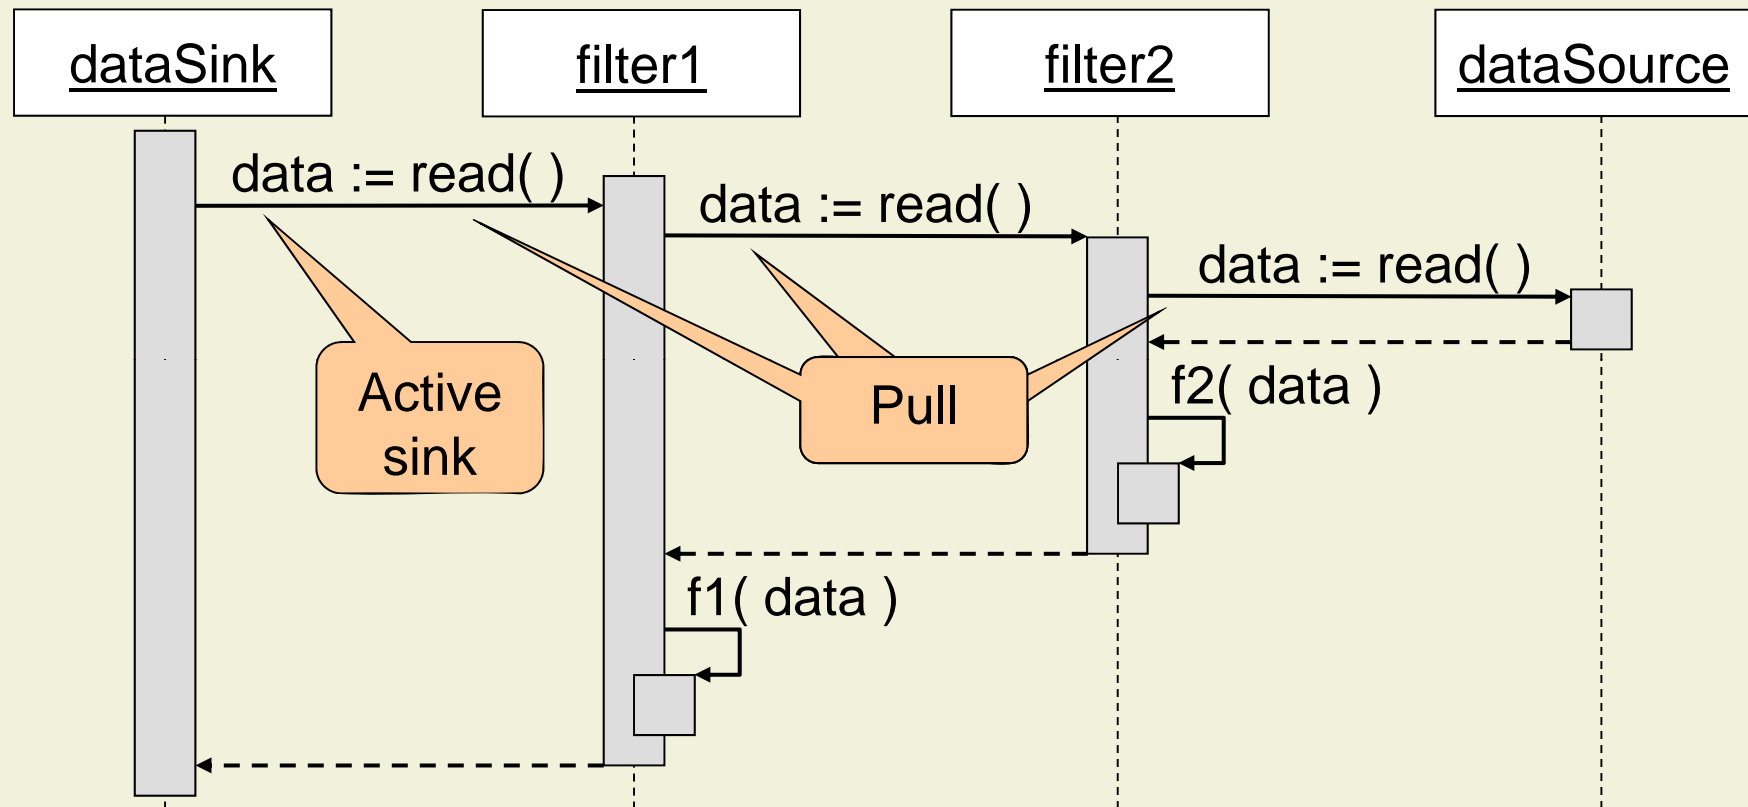 dataSink
filter1
filter2
dataSource
data := read( )
data := read( )
data := read( )
Active
sink
Pull
f2( data )
f1( data )